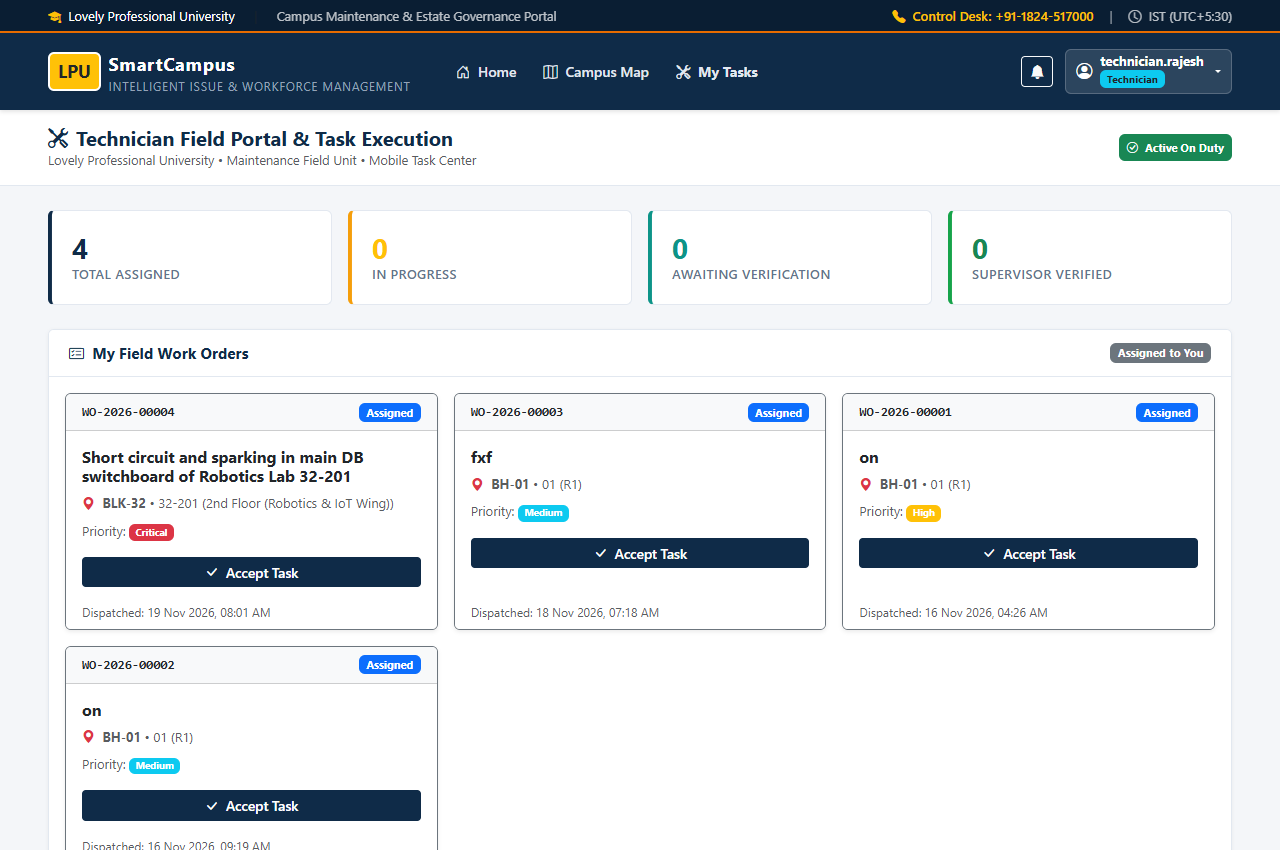 Lovely Professional University
Campus Maintenance & Estate Governance Portal
Control Desk: +91-1824-517000 | IST (UTC+5:30)
LPU
SmartCampus
INTELLIGENT ISSUE & WORKFORCE MANAGEMENT
Home
Campus Map
My Tasks
technician.rajesh
Technician
Technician Field Portal & Task Execution
Lovely Professional University • Maintenance Field Unit • Mobile Task Center
Active On Duty
4
TOTAL ASSIGNED
0
IN PROGRESS
0
AWAITING VERIFICATION
0
SUPERVISOR VERIFIED
My Field Work Orders
Assigned to You
WO-2026-00004
Assigned
Short circuit and sparking in main DB
switchboard of Robotics Lab 32-201
BLK-32 • 32-201 (2nd Floor (Robotics & IoT Wing))
Priority: Critical
Accept Task
Dispatched: 19 Nov 2026, 08:01 AM
WO-2026-00003
Assigned
fxf
BH-01 • 01 (R1)
Priority: Medium
Accept Task
Dispatched: 18 Nov 2026, 07:18 AM
WO-2026-00001
Assigned
on
BH-01 • 01 (R1)
Priority: High
Accept Task
Dispatched: 16 Nov 2026, 04:26 AM
WO-2026-00002
Assigned
on
BH-01 • 01 (R1)
Priority: Medium
Accept Task
Dispatched: 16 Nov 2026, 09:19 AM